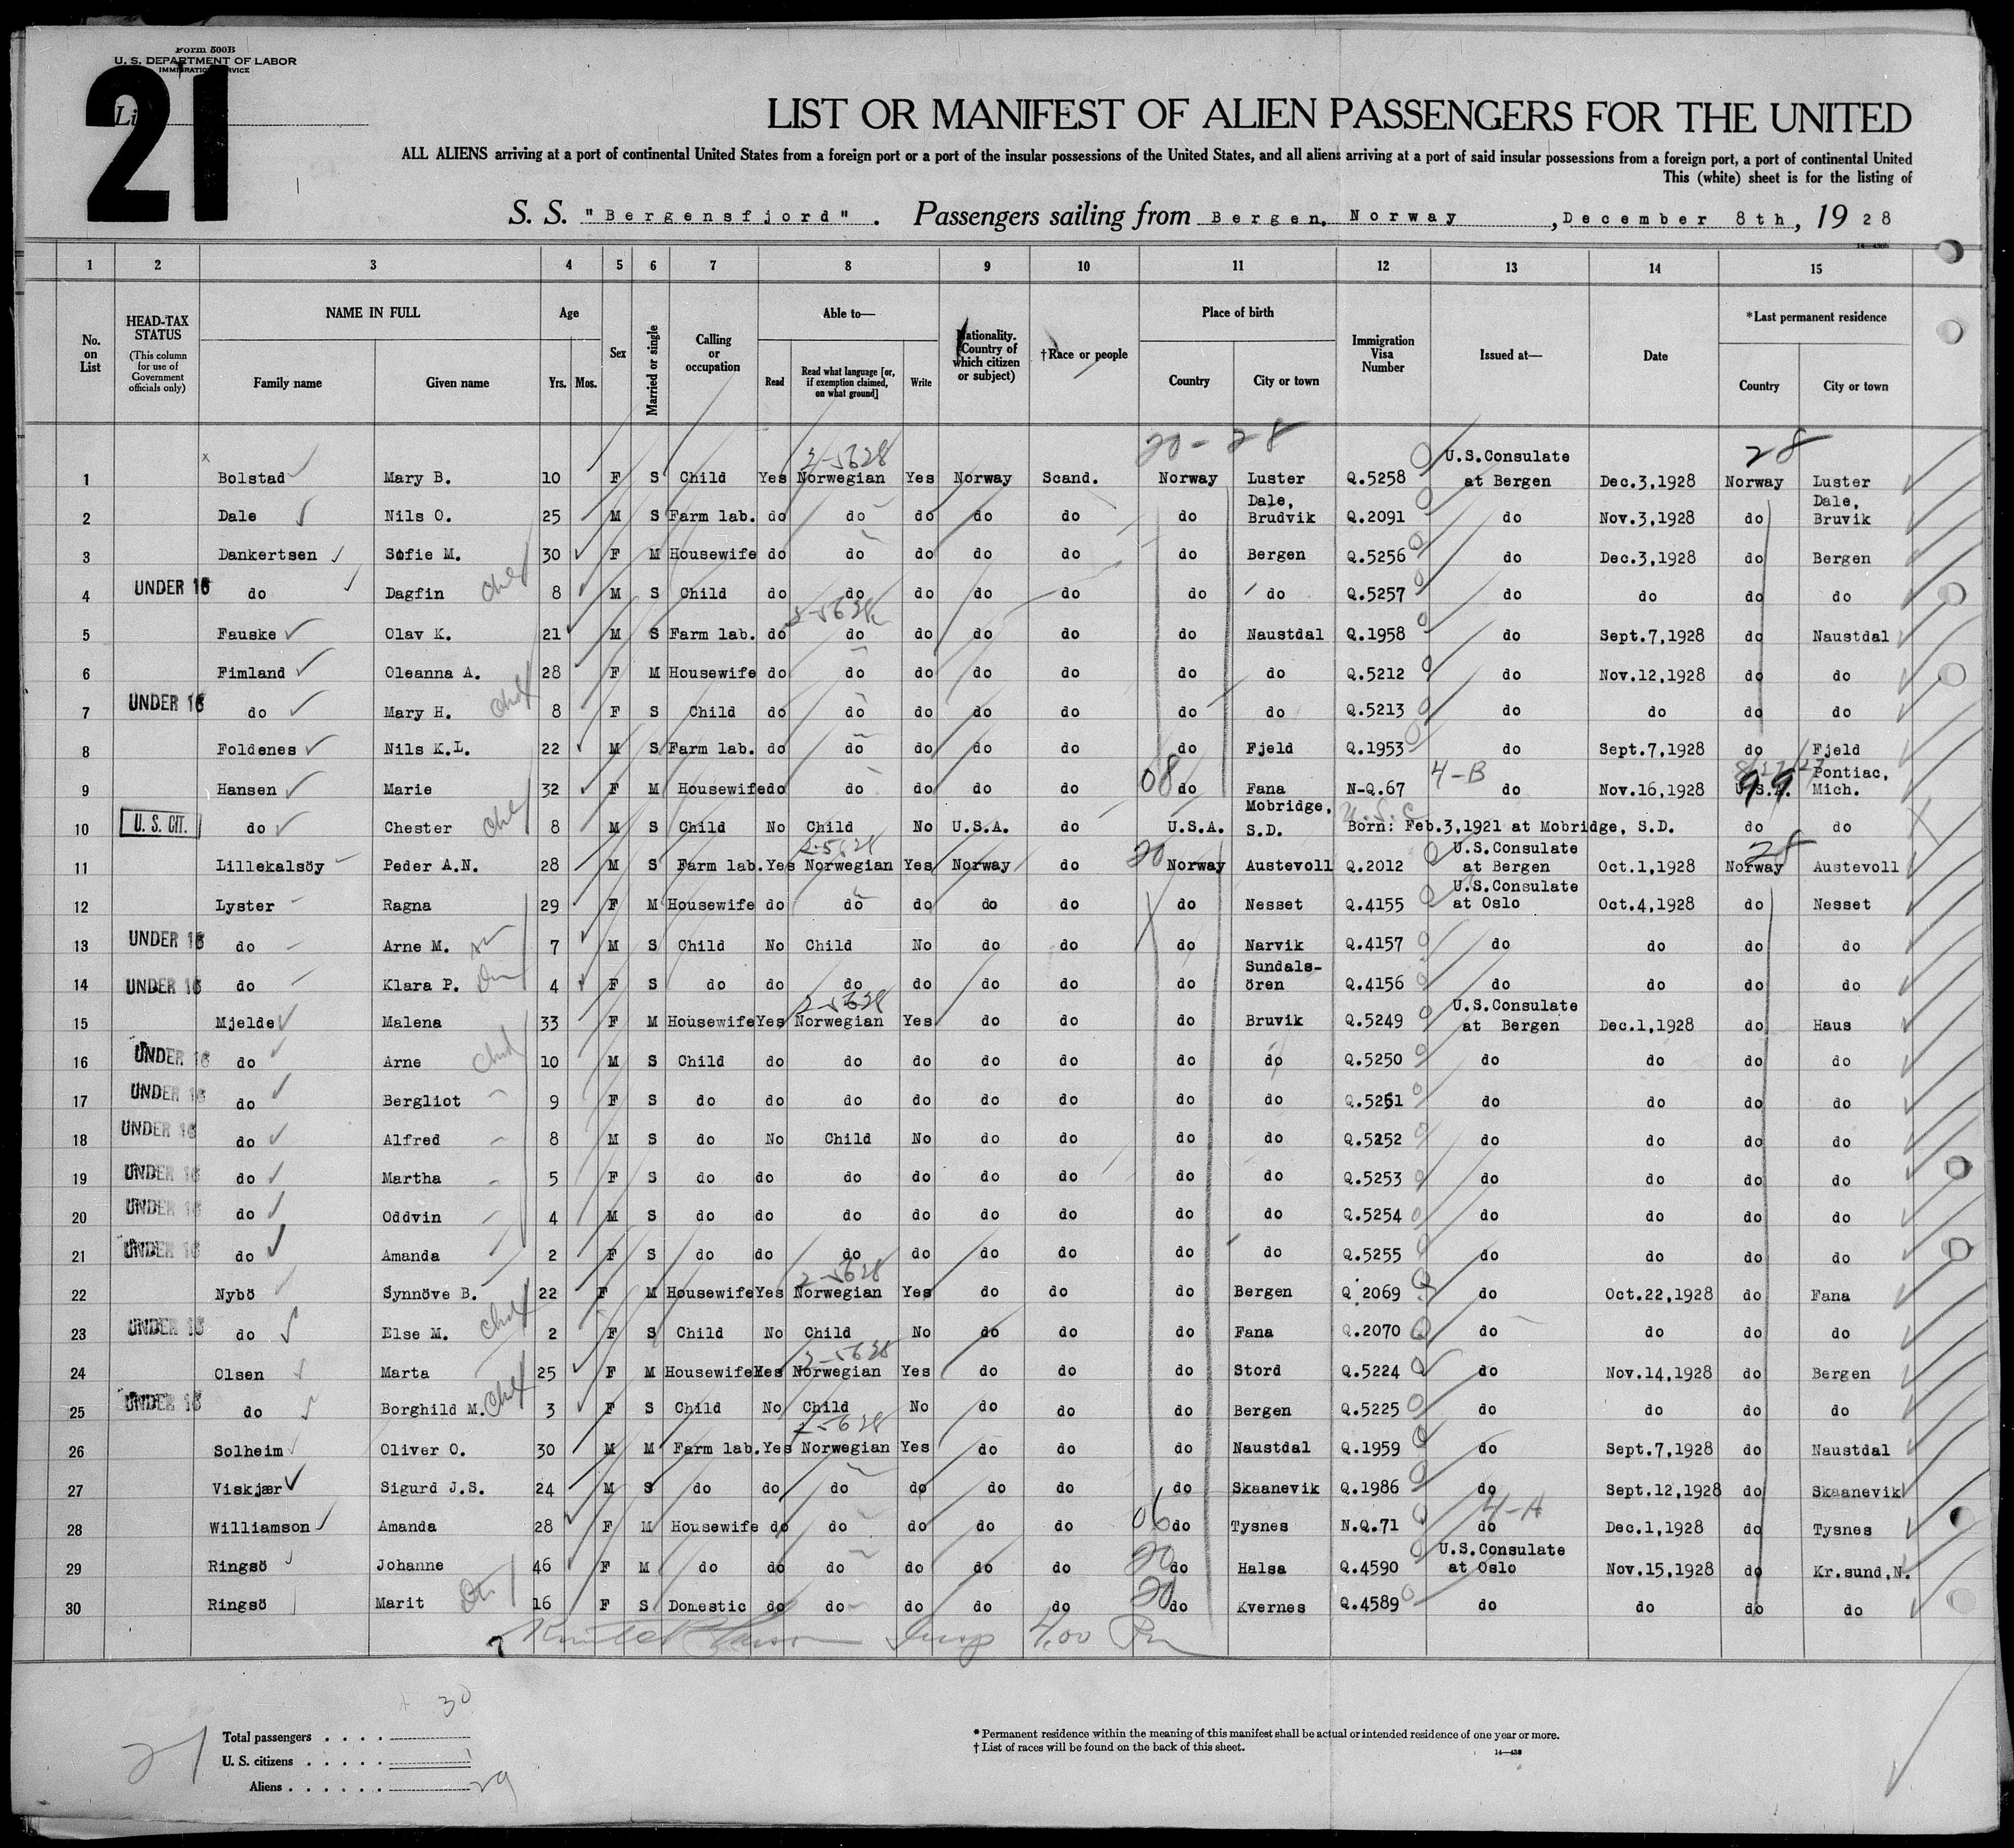 Form 500B
U. S. DEPARTMENT OF LABOR
IMMIGRATION SERVICE
21
LIST OR MANIFEST OF ALIEN PASSENGERS FOR THE UNITED
ALL ALIENS arriving at a port of continental United States from a foreign port or a port of the insular possessions of the United States, and all aliens arriving at a port of said insular possessions from a foreign port, a port of continental United
This (white) sheet is for the listing of
S. S. "Bergensfjord". Passengers sailing from Bergen, Norway, December 8th, 1928
1 2 3 4 5 6 7 8 9 10 11 12 13 14 15
No. on List
HEAD-TAX STATUS
(This column for use of Government officials only)
NAME IN FULL
Family name Given name
Age
Yrs. Mos.
Sex
Married or single
Calling or occupation
Able to—
Read Read what language [or, if exemption claimed, on what ground] Write
Nationality. (Country of which citizen or subject)
†Race or people
Place of birth
Country City or town
Immigration Visa Number
Issued at—
Date
*Last permanent residence
Country City or town
20-28
28
2-5628
1 x Bolstad Mary B. 10 F S Child Yes Norwegian Yes Norway Scand. Norway Luster Q.5258 U.S.Consulate at Bergen Dec.3,1928 Norway Luster
2 Dale Nils O. 25 M S Farm lab. do do do do do do Dale, Brudvik Q.2091 do Nov.3,1928 do Dale, Bruvik
3 Dankertsen Sofie M. 30 F M Housewife do do do do do do Bergen Q.5256 do Dec.3,1928 do Bergen
4 UNDER 16 do Dagfin 8 M S Child do do do do do do do Q.5257 do do do do
2-5628
5 Fauske Olav K. 21 M S Farm lab. do do do do do do Naustdal Q.1958 do Sept.7,1928 do Naustdal
6 Fimland Oleanna A. 28 F M Housewife do do do do do do do Q.5212 do Nov.12,1928 do do
7 UNDER 16 do Mary H. 8 F S Child do do do do do do do Q.5213 do do do do
8 Foldenes Nils K.L. 22 M S Farm lab. do do do do do do Fjeld Q.1953 do Sept.7,1928 do Fjeld
08 4-B 99
9 Hansen Marie 32 F M Housewife do do do do do do Fana N-Q.67 do Nov.16,1928 U.S.A. Pontiac, Mich.
10 U. S. CIT. do Chester 8 M S Child No Child No U.S.A. do U.S.A. Mobridge, S.D. U.S.C Born: Feb.3,1921 at Mobridge, S.D. do do
2-5628 20 28
11 Lillekalsöy Peder A.N. 28 M S Farm lab. Yes Norwegian Yes Norway do Norway Austevoll Q.2012 U.S.Consulate at Bergen Oct.1,1928 Norway Austevoll
12 Lyster Ragna 29 F M Housewife do do do do do do Nesset Q.4155 U.S.Consulate at Oslo Oct.4,1928 do Nesset
13 UNDER 16 do Arne M. 7 M S Child No Child No do do do Narvik Q.4157 do do do do
14 UNDER 16 do Klara P. 4 F S do do do do do do do Sundals-ören Q.4156 do do do do
2-5628
15 Mjelde Malena 33 F M Housewife Yes Norwegian Yes do do do Bruvik Q.5249 U.S.Consulate at Bergen Dec.1,1928 do Haus
16 UNDER 16 do Arne 10 M S Child do do do do do do do Q.5250 do do do do
17 UNDER 16 do Bergliot 9 F S do do do do do do do do Q.5251 do do do do
18 UNDER 16 do Alfred 8 M S do No Child No do do do do Q.5252 do do do do
19 UNDER 16 do Martha 5 F S do do do do do do do do Q.5253 do do do do
20 UNDER 16 do Oddvin 4 M S do do do do do do do do Q.5254 do do do do
21 UNDER 16 do Amanda 2 F S do do do do do do do do Q.5255 do do do do
2-5628
22 Nybö Synnöve B. 22 F M Housewife Yes Norwegian Yes do do do Bergen Q.2069 do Oct.22,1928 do Fana
23 UNDER 16 do Else M. 2 F S Child No Child No do do do Fana Q.2070 do do do do
2-5628
24 Olsen Marta 25 F M Housewife Yes Norwegian Yes do do do Stord Q.5224 do Nov.14,1928 do Bergen
25 UNDER 16 do Borghild M. 3 F S Child No Child No do do do Bergen Q.5225 do do do do
2-5628
26 Solheim Oliver O. 30 M M Farm lab. Yes Norwegian Yes do do do Naustdal Q.1959 do Sept.7,1928 do Naustdal
27 Viskjær Sigurd J.S. 24 M S do do do do do do do Skaanevik Q.1986 do Sept.12,1928 do Skaanevik
06 4-A
28 Williamson Amanda 28 F M Housewife do do do do do do Tysnes N.Q.71 do Dec.1,1928 do Tysnes
20
29 Ringsö Johanne 46 F M do do do do do do do Halsa Q.4590 U.S.Consulate at Oslo Nov.15,1928 do Kr.sund,N.
20
30 Ringsö Marit 16 F S Domestic do do do do do do Kvernes Q.4589 do do do do
Insp 4.00 Pm
30
Total passengers . . . .
U. S. citizens . . . . . 1
Aliens . . . . . . 29
21
* Permanent residence within the meaning of this manifest shall be actual or intended residence of one year or more.
† List of races will be found on the back of this sheet.
14—430